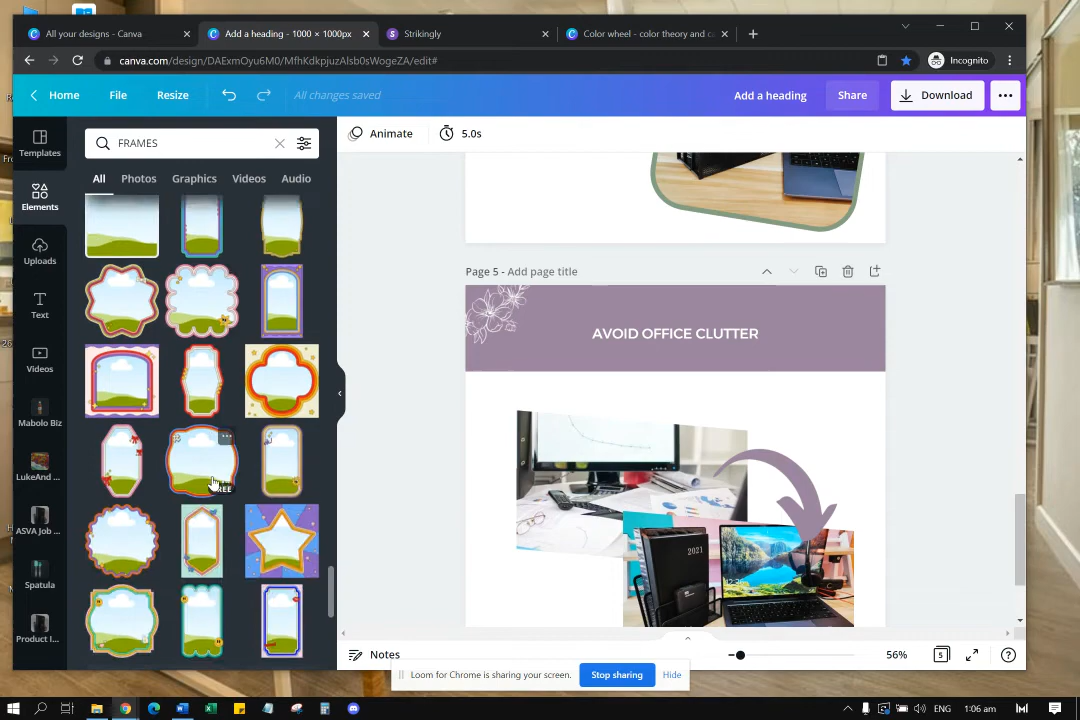 All your designs - Canva
Add a heading - 1000 × 1000px
Strikingly
Color wheel - color theory and ca
canva.com/design/DAExmOyu6M0/MfhKdkpjuzAlsb0sWogeZA/edit#
Incognito
Home
File
Resize
All changes saved
Add a heading
Share
Download
Templates
Elements
Uploads
Text
Videos
Mabolo Biz
LukeAnd ...
ASVA Job ...
Spatula
Product I...
FRAMES
All
Photos
Graphics
Videos
Audio
FREE
Animate
5.0s
Page 5 - Add page title
AVOID OFFICE CLUTTER
2021
Notes
56%
5
Loom for Chrome is sharing your screen.
Stop sharing
Hide
ENG
1:06 am